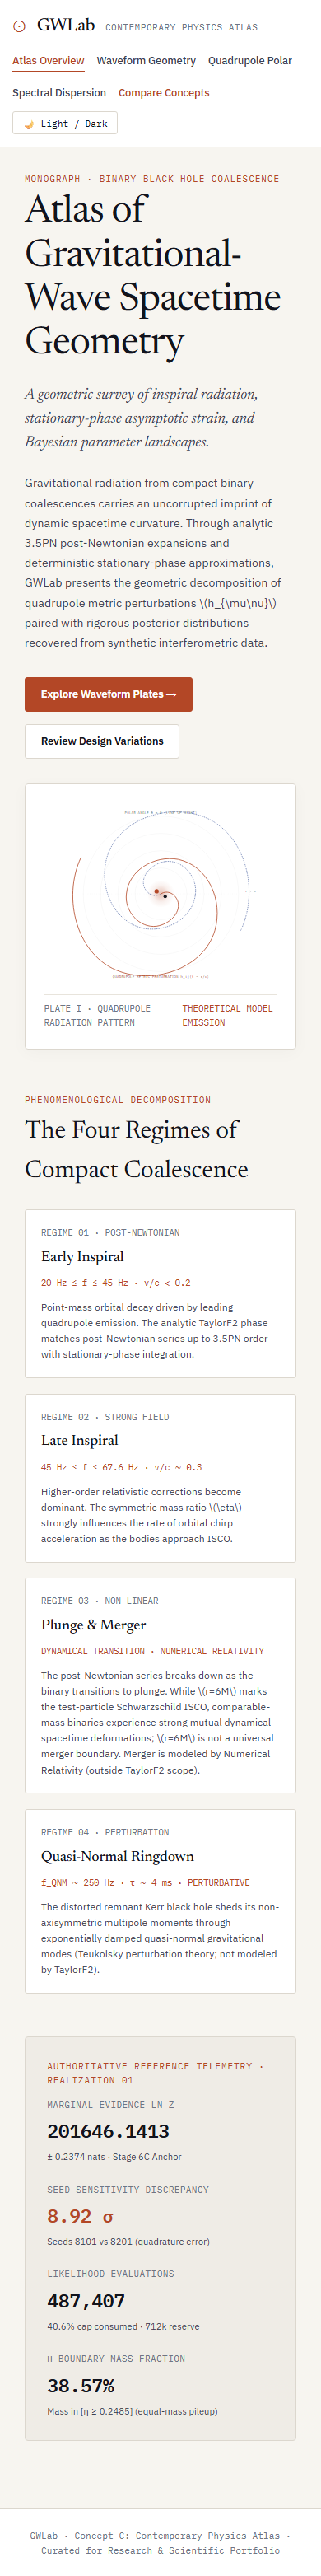 GWLab CONTEMPORARY PHYSICS ATLAS
Atlas Overview Waveform Geometry Quadrupole Polar
Spectral Dispersion Compare Concepts
🌙 Light / Dark
MONOGRAPH · BINARY BLACK HOLE COALESCENCE
Atlas of
Gravitational-
Wave Spacetime
Geometry
A geometric survey of inspiral radiation,
stationary-phase asymptotic strain, and
Bayesian parameter landscapes.
Gravitational radiation from compact binary
coalescences carries an uncorrupted imprint of
dynamic spacetime curvature. Through analytic
3.5PN post-Newtonian expansions and
deterministic stationary-phase approximations,
GWLab presents the geometric decomposition of
quadrupole metric perturbations \(h_{\mu\nu}\)
paired with rigorous posterior distributions
recovered from synthetic interferometric data.
Explore Waveform Plates →
Review Design Variations
PLATE I · QUADRUPOLE
RADIATION PATTERN
THEORETICAL MODEL
EMISSION
PHENOMENOLOGICAL DECOMPOSITION
The Four Regimes of
Compact Coalescence
REGIME 01 · POST-NEWTONIAN
Early Inspiral
20 Hz ≤ f ≤ 45 Hz · v/c < 0.2
Point-mass orbital decay driven by leading
quadrupole emission. The analytic TaylorF2 phase
matches post-Newtonian series up to 3.5PN order
with stationary-phase integration.
REGIME 02 · STRONG FIELD
Late Inspiral
45 Hz ≤ f ≤ 67.6 Hz · v/c ~ 0.3
Higher-order relativistic corrections become
dominant. The symmetric mass ratio \(\eta\)
strongly influences the rate of orbital chirp
acceleration as the bodies approach ISCO.
REGIME 03 · NON-LINEAR
Plunge & Merger
DYNAMICAL TRANSITION · NUMERICAL RELATIVITY
The post-Newtonian series breaks down as the
binary transitions to plunge. While \(r=6M\) marks
the test-particle Schwarzschild ISCO, comparable-
mass binaries experience strong mutual dynamical
spacetime deformations; \(r=6M\) is not a universal
merger boundary. Merger is modeled by Numerical
Relativity (outside TaylorF2 scope).
REGIME 04 · PERTURBATION
Quasi-Normal Ringdown
f_QNM ~ 250 Hz · τ ~ 4 ms · PERTURBATIVE
The distorted remnant Kerr black hole sheds its non-
axisymmetric multipole moments through
exponentially damped quasi-normal gravitational
modes (Teukolsky perturbation theory; not modeled
by TaylorF2).
AUTHORITATIVE REFERENCE TELEMETRY ·
REALIZATION 01
MARGINAL EVIDENCE LN Z
201646.1413
± 0.2374 nats · Stage 6C Anchor
SEED SENSITIVITY DISCREPANCY
8.92 σ
Seeds 8101 vs 8201 (quadrature error)
LIKELIHOOD EVALUATIONS
487,407
40.6% cap consumed · 712k reserve
Η BOUNDARY MASS FRACTION
38.57%
Mass in [η ≥ 0.2485] (equal-mass pileup)
GWLab · Concept C: Contemporary Physics Atlas ·
Curated for Research & Scientific Portfolio